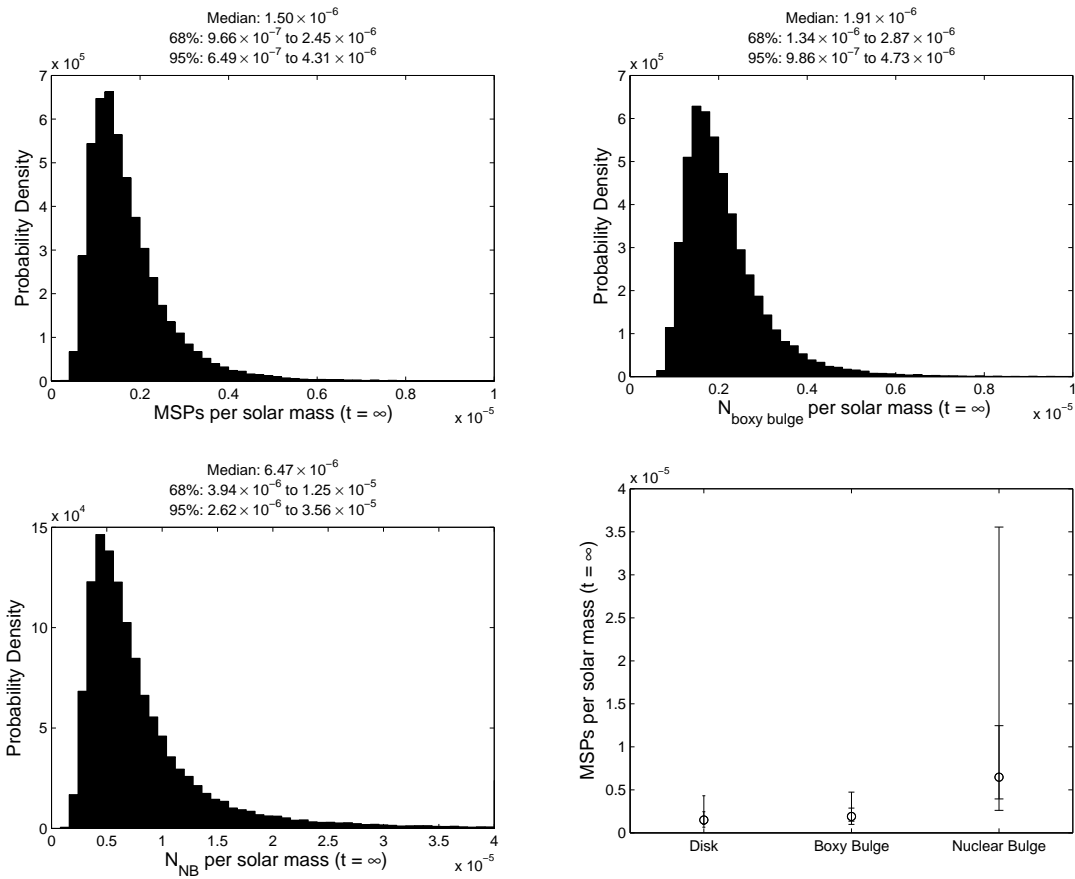 Median: 1.50 × 10⁻⁶
68%: 9.66 × 10⁻⁷ to 2.45 × 10⁻⁶
95%: 6.49 × 10⁻⁷ to 4.31 × 10⁻⁶
x 10⁵
7
6
5
4
3
2
1
0
Probability Density
0 0.2 0.4 0.6 0.8 1
x 10⁻⁵
MSPs per solar mass (t = ∞)
Median: 1.91 × 10⁻⁶
68%: 1.34 × 10⁻⁶ to 2.87 × 10⁻⁶
95%: 9.86 × 10⁻⁷ to 4.73 × 10⁻⁶
x 10⁵
7
6
5
4
3
2
1
0
Probability Density
0 0.2 0.4 0.6 0.8 1
x 10⁻⁵
N_boxy bulge per solar mass (t = ∞)
Median: 6.47 × 10⁻⁶
68%: 3.94 × 10⁻⁶ to 1.25 × 10⁻⁵
95%: 2.62 × 10⁻⁶ to 3.56 × 10⁻⁵
x 10⁴
15
10
5
0
Probability Density
0 0.5 1 1.5 2 2.5 3 3.5 4
x 10⁻⁵
N_NB per solar mass (t = ∞)
x 10⁻⁵
4
3.5
3
2.5
2
1.5
1
0.5
0
MSPs per solar mass (t = ∞)
Disk Boxy Bulge Nuclear Bulge